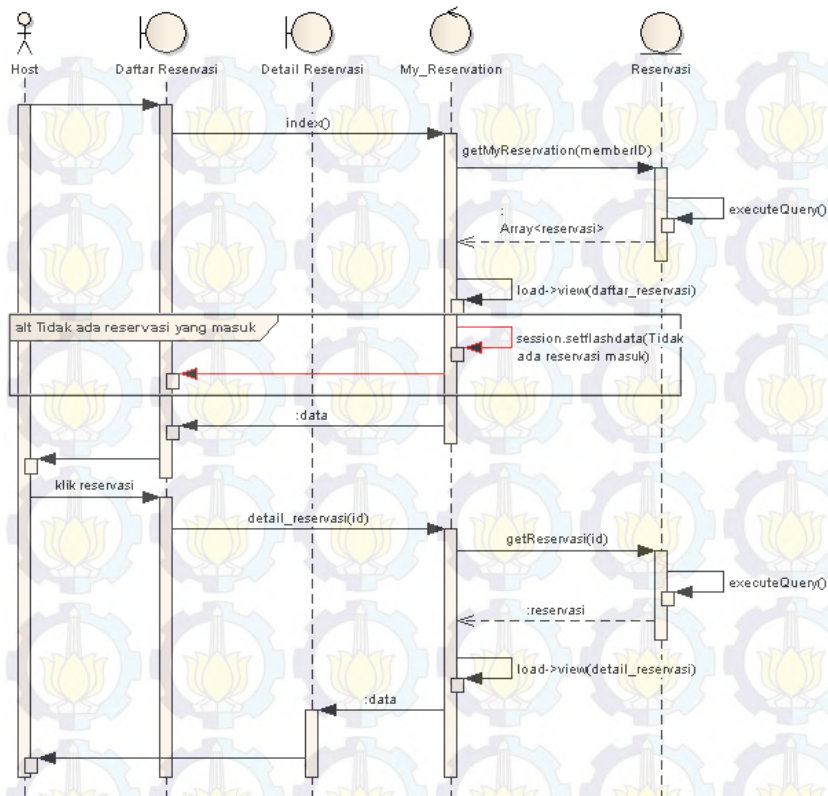 Host
Daftar Reservasi
Detail Reservasi
My_Reservation
Reservasi
index()
getMyReservation(memberID)
executeQuery()
:
Array<reservasi>
load->view(daftar_reservasi)
alt Tidak ada reservasi yang masuk
session.setflashdata(Tidak
ada reservasi masuk)
:data
klik reservasi
detail_reservasi(id)
getReservasi(id)
executeQuery()
:reservasi
load->view(detail_reservasi)
:data